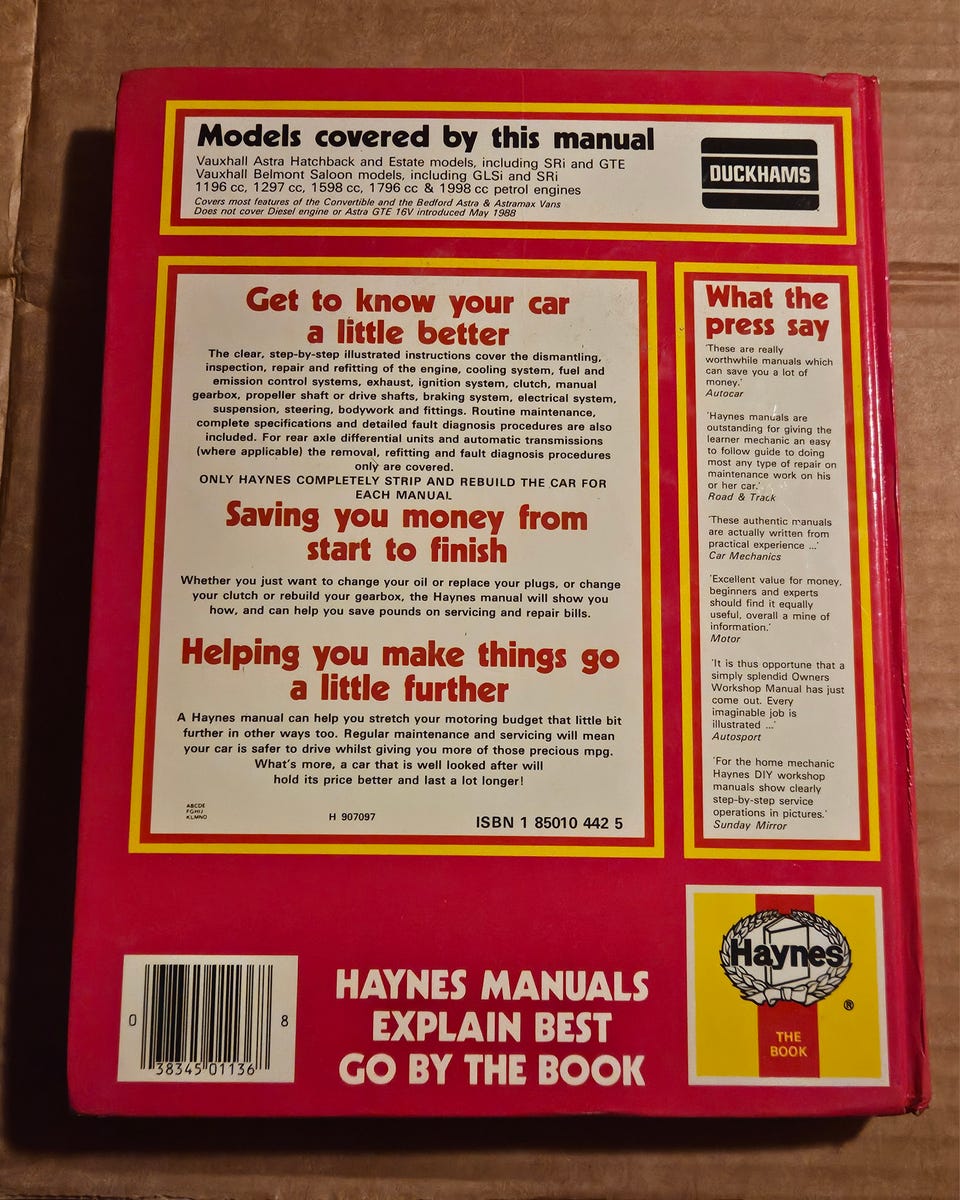 Models covered by this manual
Vauxhall Astra Hatchback and Estate models, including SRi and GTE
Vauxhall Belmont Saloon models, including GLSi and SRi
1196 cc, 1297 cc, 1598 cc, 1796 cc & 1998 cc petrol engines
Covers most features of the Convertible and the Bedford Astra & Astramax Vans
Does not cover Diesel engine or Astra GTE 16V introduced May 1988
DUCKHAMS
Get to know your car
a little better
The clear, step-by-step illustrated instructions cover the dismantling,
inspection, repair and refitting of the engine, cooling system, fuel and
emission control systems, exhaust, ignition system, clutch, manual
gearbox, propeller shaft or drive shafts, braking system, electrical system,
suspension, steering, bodywork and fittings. Routine maintenance,
complete specifications and detailed fault diagnosis procedures are also
included. For rear axle differential units and automatic transmissions
(where applicable) the removal, refitting and fault diagnosis procedures
only are covered.
ONLY HAYNES COMPLETELY STRIP AND REBUILD THE CAR FOR
EACH MANUAL
Saving you money from
start to finish
Whether you just want to change your oil or replace your plugs, or change
your clutch or rebuild your gearbox, the Haynes manual will show you
how, and can help you save pounds on servicing and repair bills.
Helping you make things go
a little further
A Haynes manual can help you stretch your motoring budget that little bit
further in other ways too. Regular maintenance and servicing will mean
your car is safer to drive whilst giving you more of those precious mpg.
What's more, a car that is well looked after will
hold its price better and last a lot longer!
ABCDE
FGHIJ
KLMNO
H 907097
ISBN 1 85010 442 5
What the
press say
'These are really
worthwhile manuals which
can save you a lot of
money.'
Autocar
'Haynes manuals are
outstanding for giving the
learner mechanic an easy
to follow guide to doing
most any type of repair on
maintenance work on his
or her car.'
Road & Track
'These authentic manuals
are actually written from
practical experience ...'
Car Mechanics
'Excellent value for money,
beginners and experts
should find it equally
useful, overall a mine of
information.'
Motor
'It is thus opportune that a
simply splendid Owners
Workshop Manual has just
come out. Every
imaginable job is
illustrated ...'
Autosport
'For the home mechanic
Haynes DIY workshop
manuals show clearly
step-by-step service
operations in pictures.'
Sunday Mirror
0 38345 01136 8
HAYNES MANUALS
EXPLAIN BEST
GO BY THE BOOK
Haynes
®
THE
BOOK